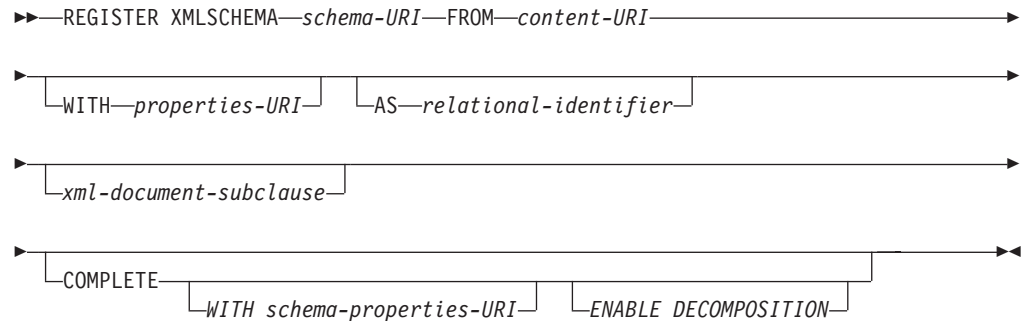 REGISTER XMLSCHEMA schema-URI FROM content-URI
WITH properties-URI AS relational-identifier
xml-document-subclause
COMPLETE
WITH schema-properties-URI ENABLE DECOMPOSITION